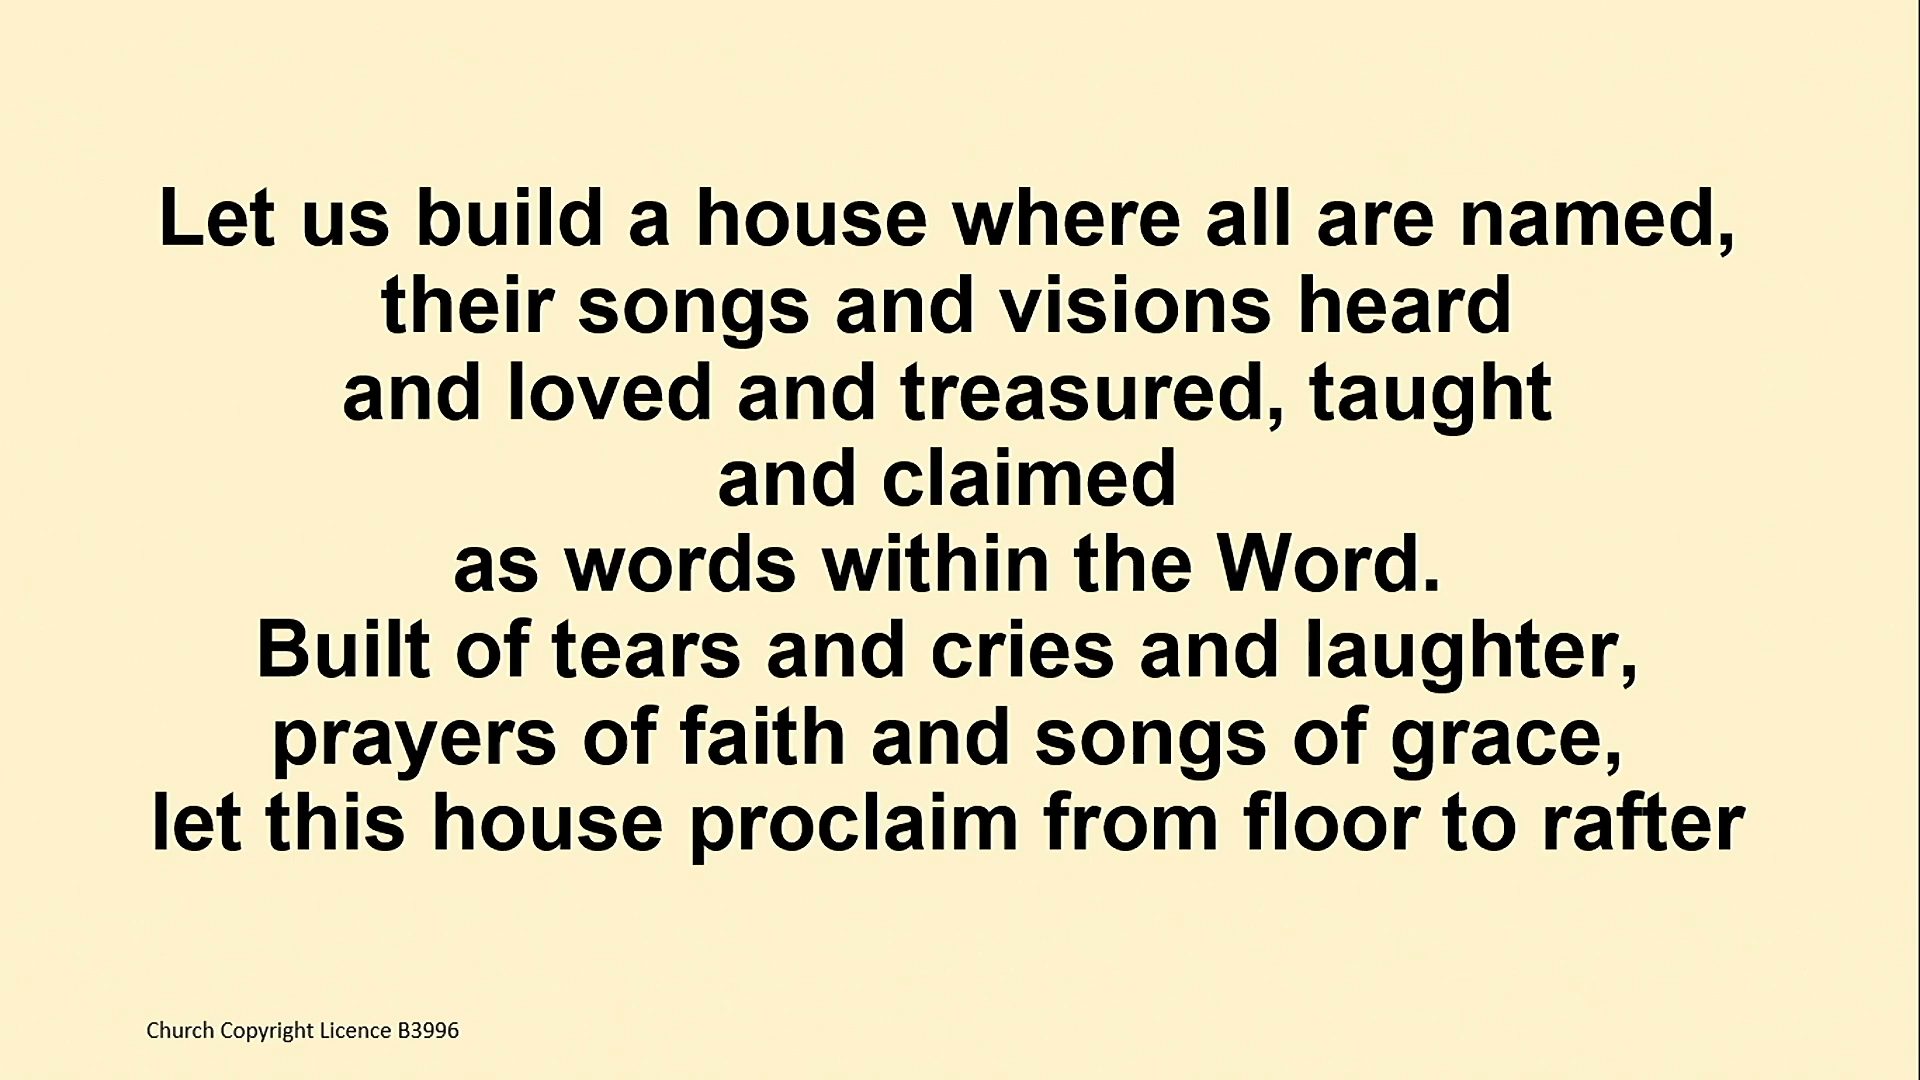 Let us build a house where all are named,
their songs and visions heard
and loved and treasured, taught
and claimed
as words within the Word.
Built of tears and cries and laughter,
prayers of faith and songs of grace,
let this house proclaim from floor to rafter
Church Copyright Licence B3996